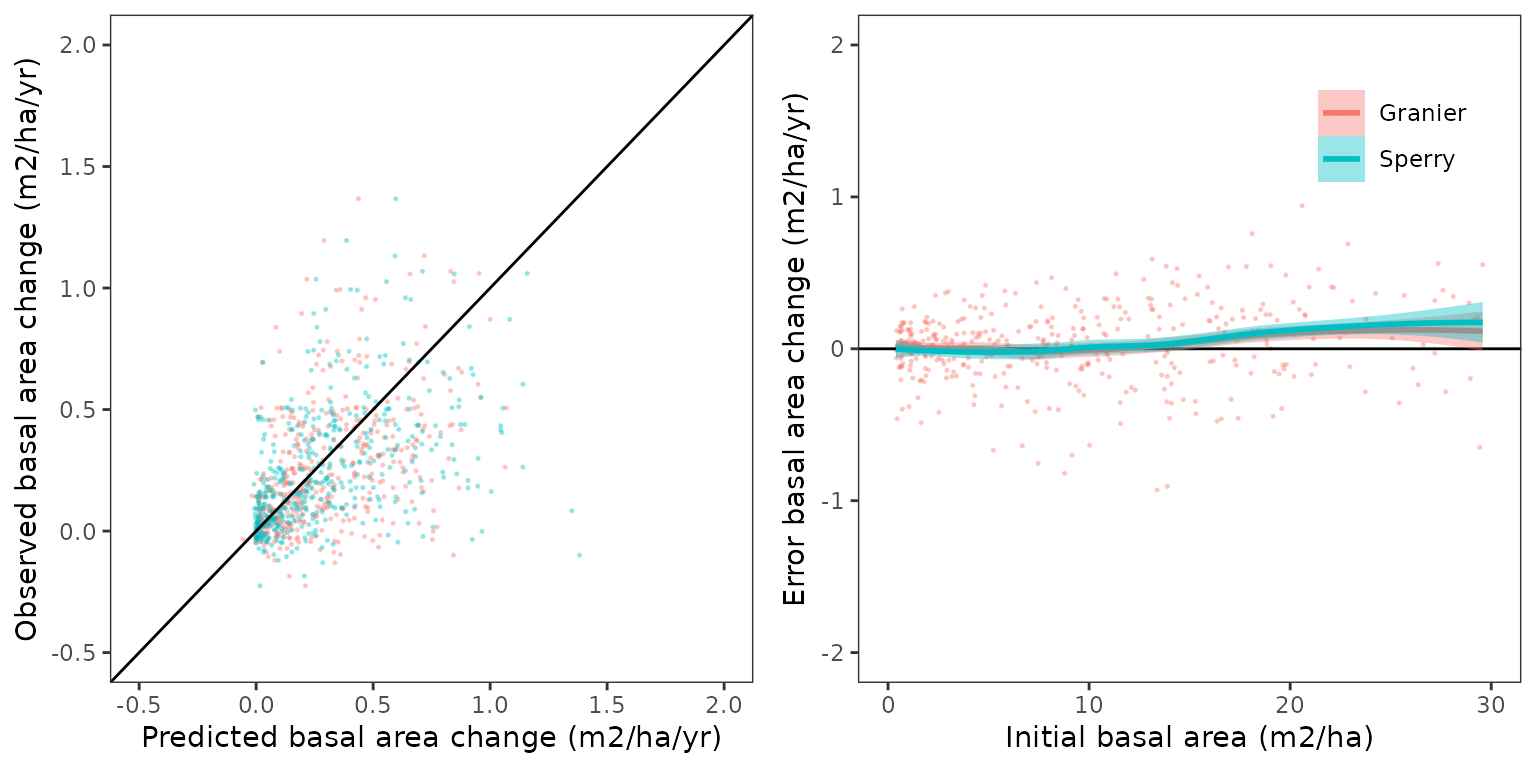 Observed basal area change (m2/ha/yr)
2.0
1.5
1.0
0.5
0.0
-0.5
-0.5 0.0 0.5 1.0 1.5 2.0
Predicted basal area change (m2/ha/yr)
Error basal area change (m2/ha/yr)
2
1
0
-1
-2
Granier
Sperry
0 10 20 30
Initial basal area (m2/ha)